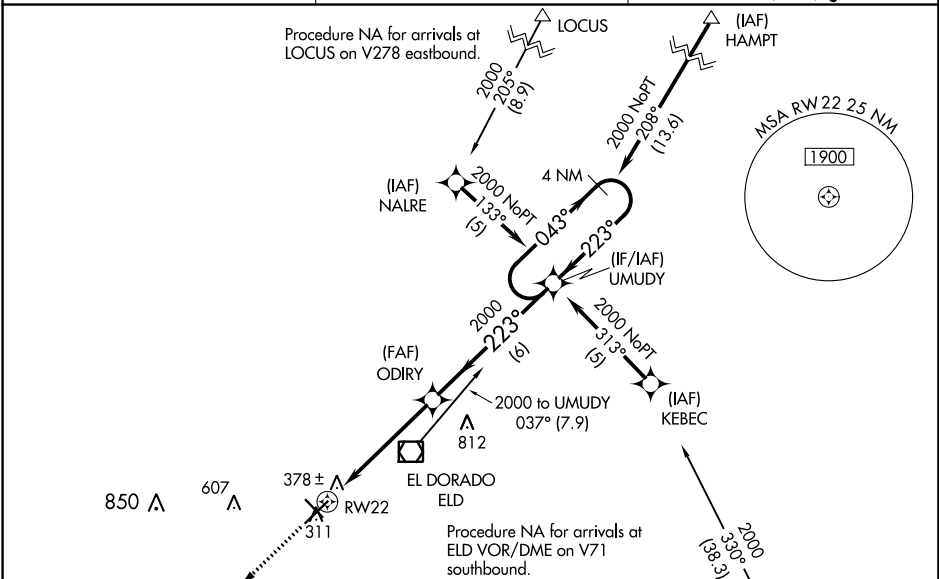 Procedure NA for arrivals at
LOCUS on V278 eastbound.
LOCUS
(IAF)
HAMPT
2000
205°
(8.9)
2000 NoPT
208°
(13.6)
MSA RW22 25 NM
1900
4 NM
(IAF)
NALRE
2000 NoPT
133°
(5)
043°
223°
(IF/IAF)
UMUDY
2000
223°
(6)
2000 NoPT
313°
(5)
(FAF)
ODIRY
(IAF)
KEBEC
2000 to UMUDY
037° (7.9)
812
EL DORADO
ELD
850
607
378 ±
RW22
311
Procedure NA for arrivals at
ELD VOR/DME on V71
southbound.
2000
330°
(38.3)